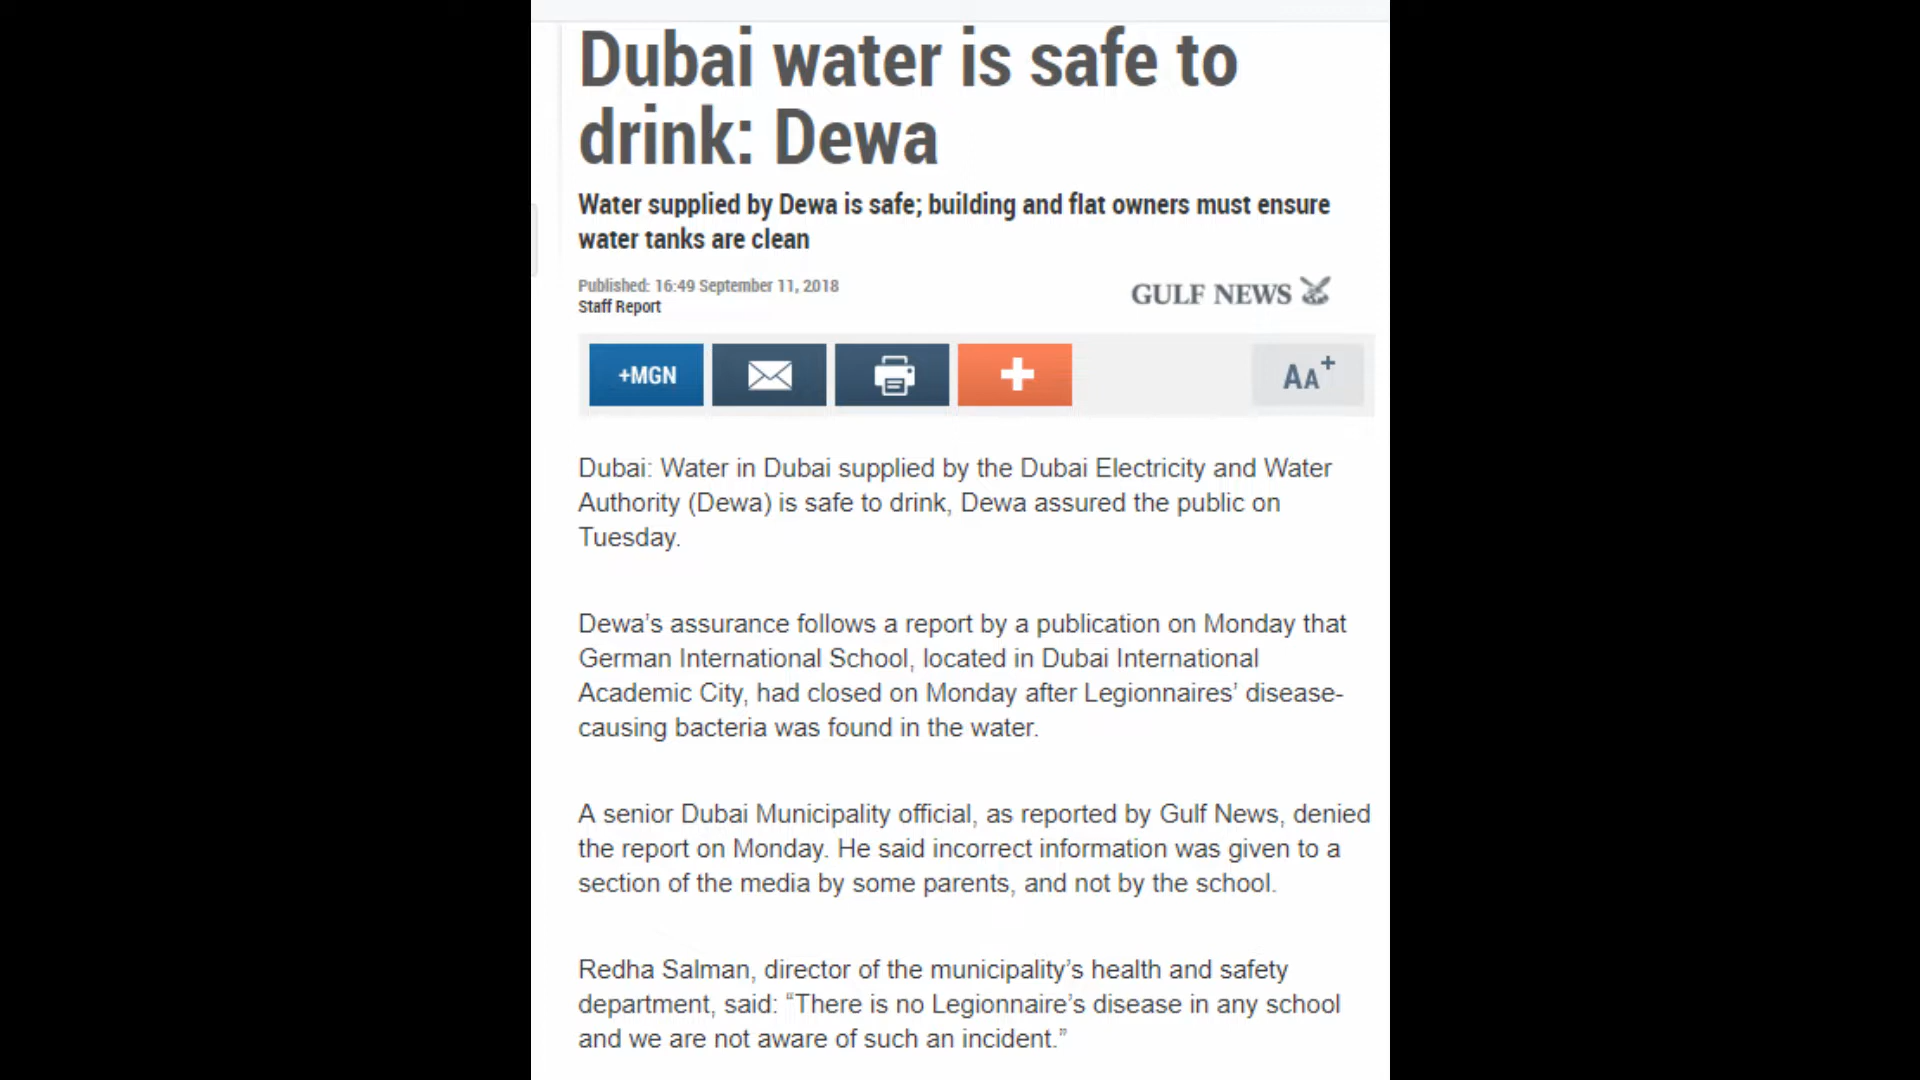 Dubai water is safe to
drink: Dewa
Water supplied by Dewa is safe; building and flat owners must ensure
water tanks are clean
Published: 16:49 September 11, 2018
Staff Report
GULF NEWS
+MGN
AA+
Dubai: Water in Dubai supplied by the Dubai Electricity and Water
Authority (Dewa) is safe to drink, Dewa assured the public on
Tuesday.
Dewa’s assurance follows a report by a publication on Monday that
German International School, located in Dubai International
Academic City, had closed on Monday after Legionnaires’ disease-
causing bacteria was found in the water.
A senior Dubai Municipality official, as reported by Gulf News, denied
the report on Monday. He said incorrect information was given to a
section of the media by some parents, and not by the school.
Redha Salman, director of the municipality’s health and safety
department, said: “There is no Legionnaire’s disease in any school
and we are not aware of such an incident.”